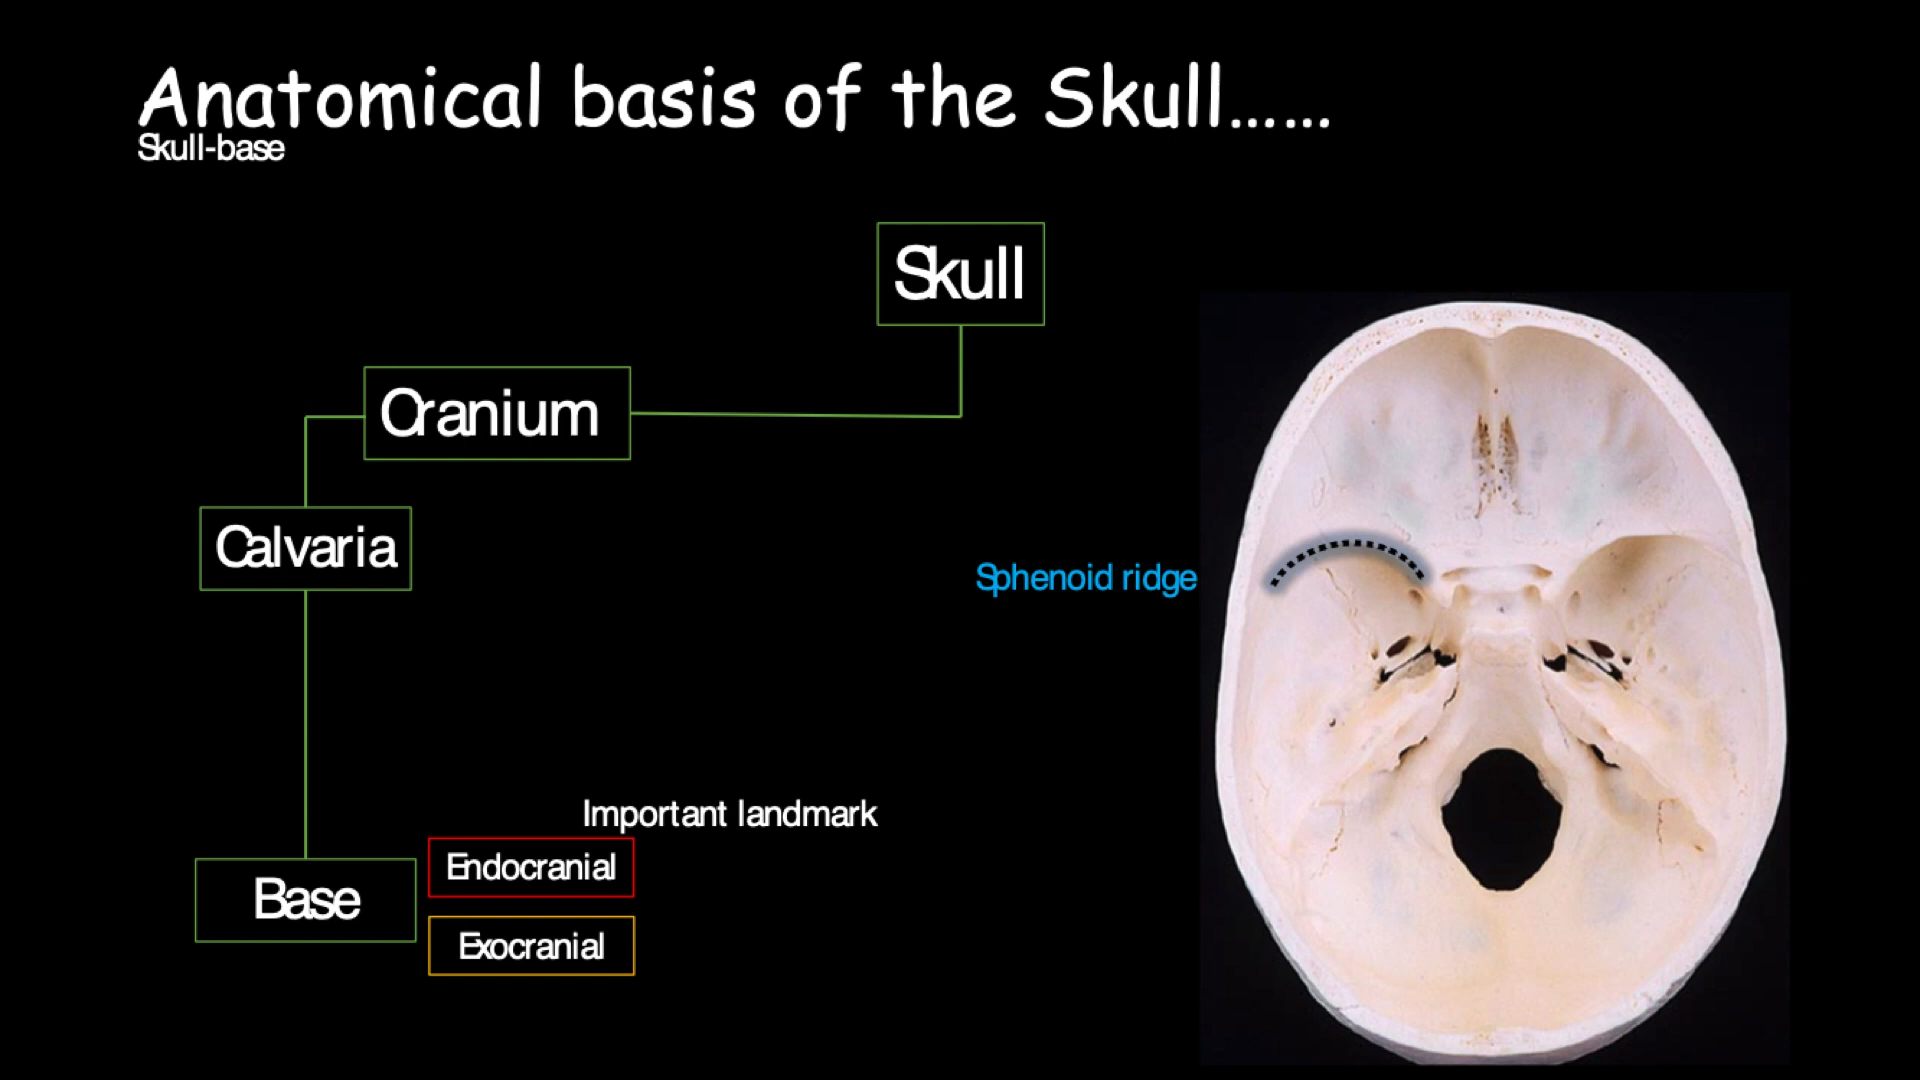 Anatomical basis of the Skull......
Skull-base
Skull
Cranium
Calvaria
Sphenoid ridge
Important landmark
Endocranial
Base
Exocranial